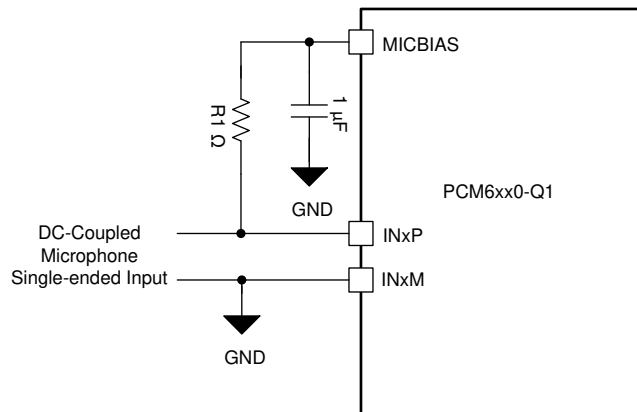 MICBIAS
R1 Ω
1 µF
GND
PCM6xx0-Q1
DC-Coupled
Microphone
Single-ended Input
INxP
INxM
GND